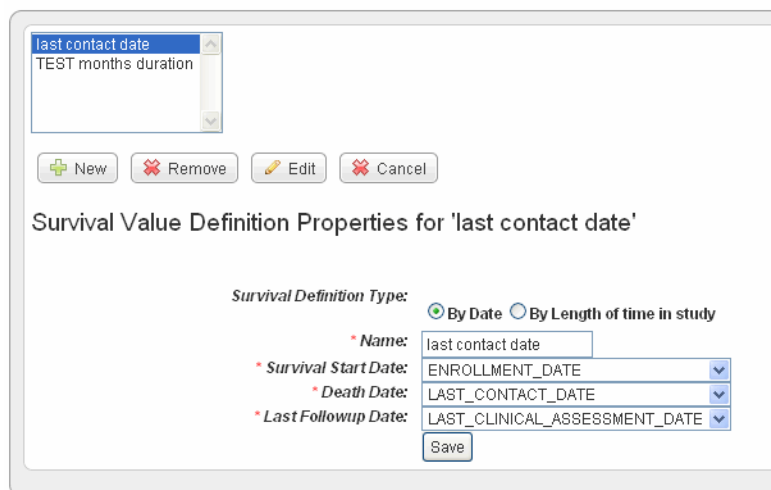 last contact date
TEST months duration
New Remove Edit Cancel
Survival Value Definition Properties for 'last contact date'
Survival Definition Type:
By Date By Length of time in study
* Name: last contact date
* Survival Start Date: ENROLLMENT_DATE
* Death Date: LAST_CONTACT_DATE
* Last Followup Date: LAST_CLINICAL_ASSESSMENT_DATE
Save